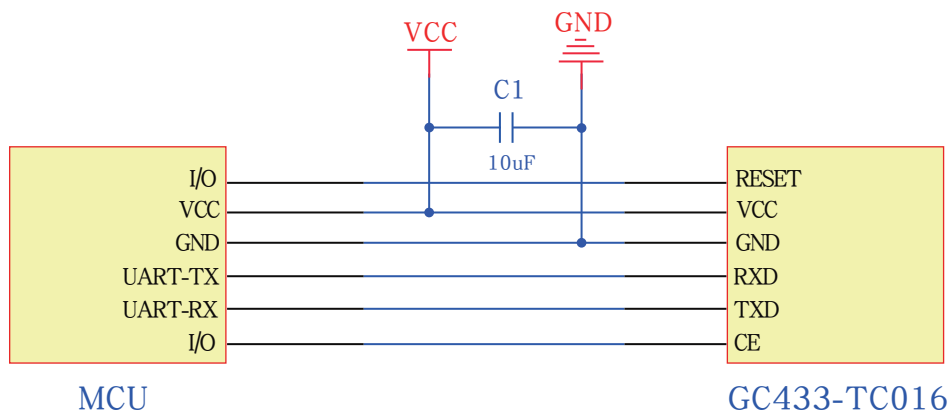 VCC GND
C1
10uF
I/O RESET
VCC VCC
GND GND
UART-TX RXD
UART-RX TXD
I/O CE
MCU GC433-TC016